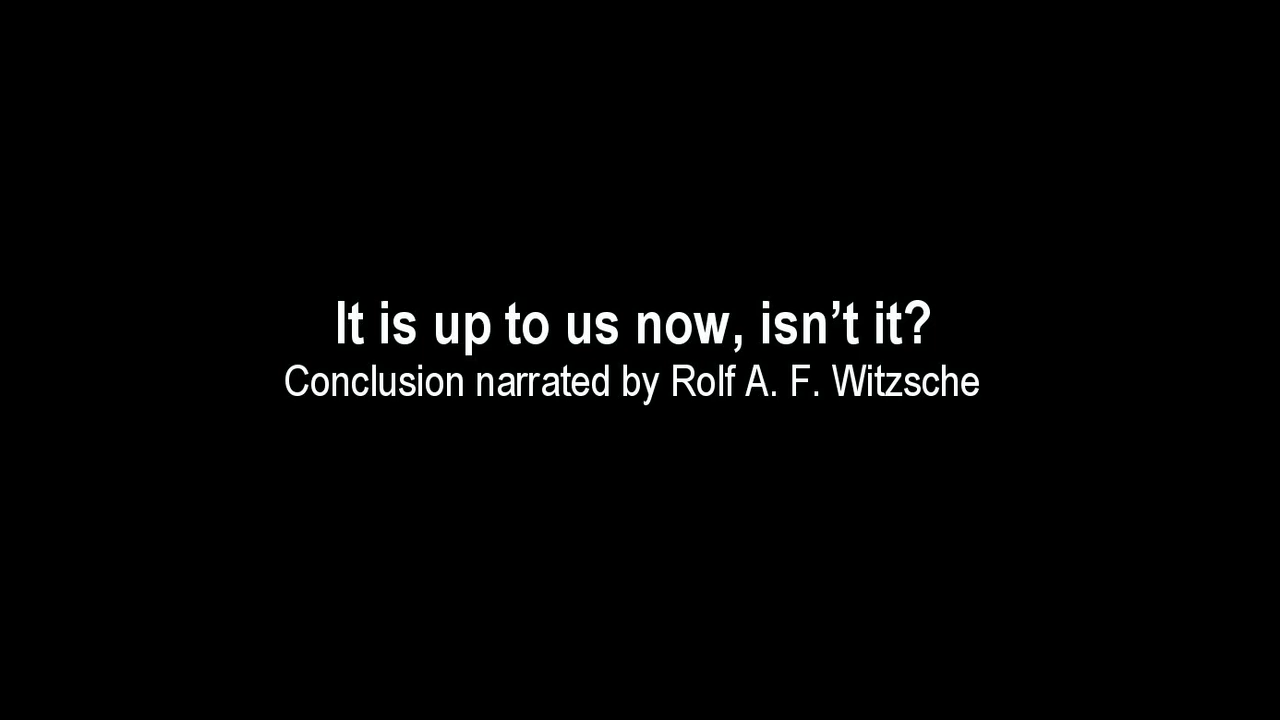 It is up to us now, isn’t it?
Conclusion narrated by Rolf A. F. Witzsche